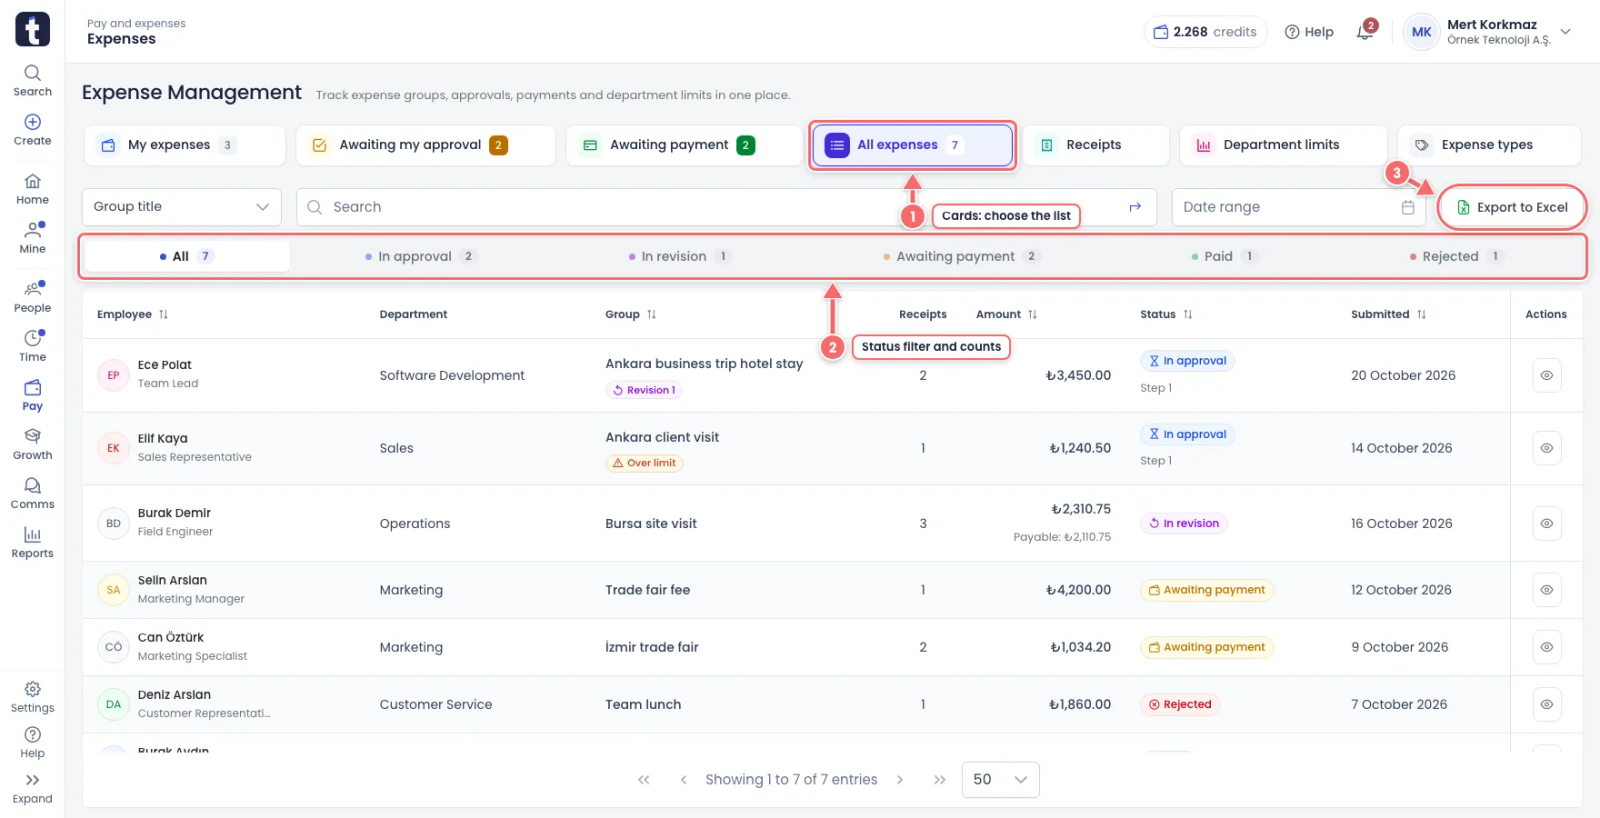 t
Pay and expenses
Expenses
2.268 credits
Help
2
MK
Mert Korkmaz
Örnek Teknoloji A.Ş.
Search
Create
Home
Mine
People
Time
Pay
Growth
Comms
Reports
Settings
Help
Expand
Expense Management Track expense groups, approvals, payments and department limits in one place.
My expenses 3
Awaiting my approval 2
Awaiting payment 2
All expenses 7
Receipts
Department limits
Expense types
3
Group title
Search
1 Cards: choose the list
Date range
Export to Excel
All 7
In approval 2
In revision 1
Awaiting payment 2
Paid 1
Rejected 1
2 Status filter and counts
Employee Department Group Receipts Amount Status Submitted Actions
EP Ece Polat
Team Lead
Software Development
Ankara business trip hotel stay
Revision 1
2
₺3,450.00
In approval
Step 1
20 October 2026
EK Elif Kaya
Sales Representative
Sales
Ankara client visit
Over limit
1
₺1,240.50
In approval
Step 1
14 October 2026
BD Burak Demir
Field Engineer
Operations
Bursa site visit
3
₺2,310.75
Payable: ₺2,110.75
In revision
16 October 2026
SA Selin Arslan
Marketing Manager
Marketing
Trade fair fee
1
₺4,200.00
Awaiting payment
12 October 2026
CÖ Can Öztürk
Marketing Specialist
Marketing
İzmir trade fair
2
₺1,034.20
Awaiting payment
9 October 2026
DA Deniz Arslan
Customer Representati...
Customer Service
Team lunch
1
₺1,860.00
Rejected
7 October 2026
Burak Aydın
Showing 1 to 7 of 7 entries
50